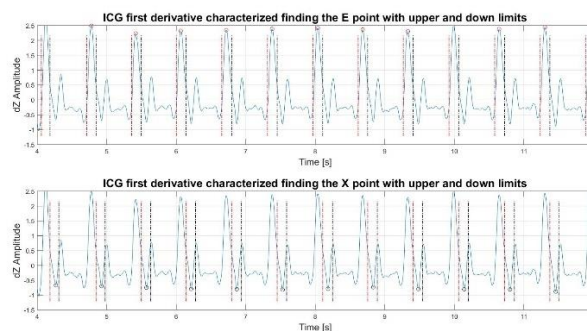 ICG first derivative characterized finding the E point with upper and down limits
dZ Amplitude
2.5
2
1.5
1
0.5
0
-0.5
-1
-1.5
4 5 6 7 8 9 10 11
Time [s]
ICG first derivative characterized finding the X point with upper and down limits
dZ Amplitude
2.5
2
1.5
1
0.5
0
-0.5
-1
-1.5
4 5 6 7 8 9 10 11
Time [s]